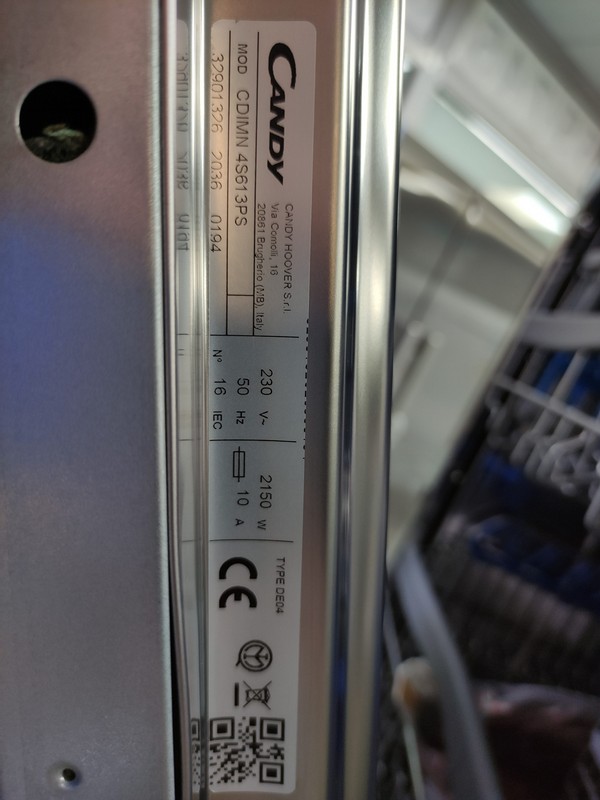 CANDY
CANDY HOOVER S.r.l.
Via Comolli, 16
20861 Brugherio (MB), Italy
MOD CDIMN 4S613PS
32901326 2036 0194
230 V~
50 Hz
N° 16 IEC
2150 W
10 A
TYPE DE04
CE